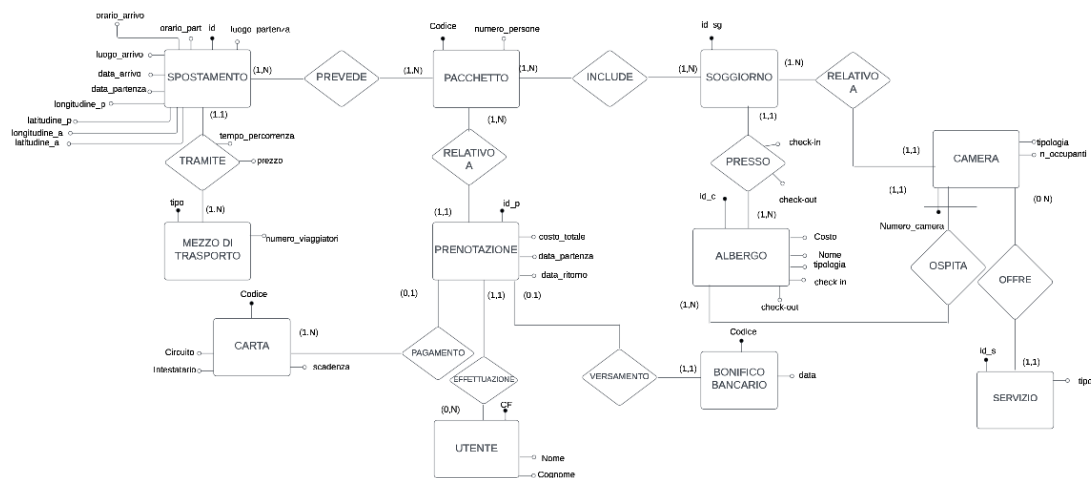 orario_arrivo
orario_part
id
luogo_partenza
luogo_arrivo
data_arrivo
data_partenza
longitudine_p
latitudine_p
longitudine_a
latitudine_a
SPOSTAMENTO
(1,N)
PREVEDE
(1,N)
Codice
numero_persone
PACCHETTO
(1,N)
INCLUDE
(1,N)
id_sg
SOGGIORNO
(1.N)
RELATIVO
A
(1.1)
tempo_percorrenza
TRAMITE
prezzo
(1.N)
tipo
MEZZO DI
TRASPORTO
numero_viaggiatori
(1,N)
RELATIVO
A
(1,1)
id_p
PRENOTAZIONE
costo_totale
data_partenza
data_ritorno
(1,1)
check-in
PRESSO
check-out
id_c
(1,N)
ALBERGO
Costo
Nome
tipologia
check in
check-out
(1,N)
(1,1)
CAMERA
tipologia
n_occupanti
(1,1)
(0 N)
Numero_camera
OSPITA
OFFRE
(0,1)
(1,1)
(0.1)
Codice
CARTA
Circuito
Intestatario
scadenza
(1.N)
PAGAMENTO
EFFETTUAZIONE
VERSAMENTO
(1,1)
Codice
BONIFICO
BANCARIO
data
id_s
(1,1)
SERVIZIO
tipo
(0,N)
CF
UTENTE
Nome
Cognome